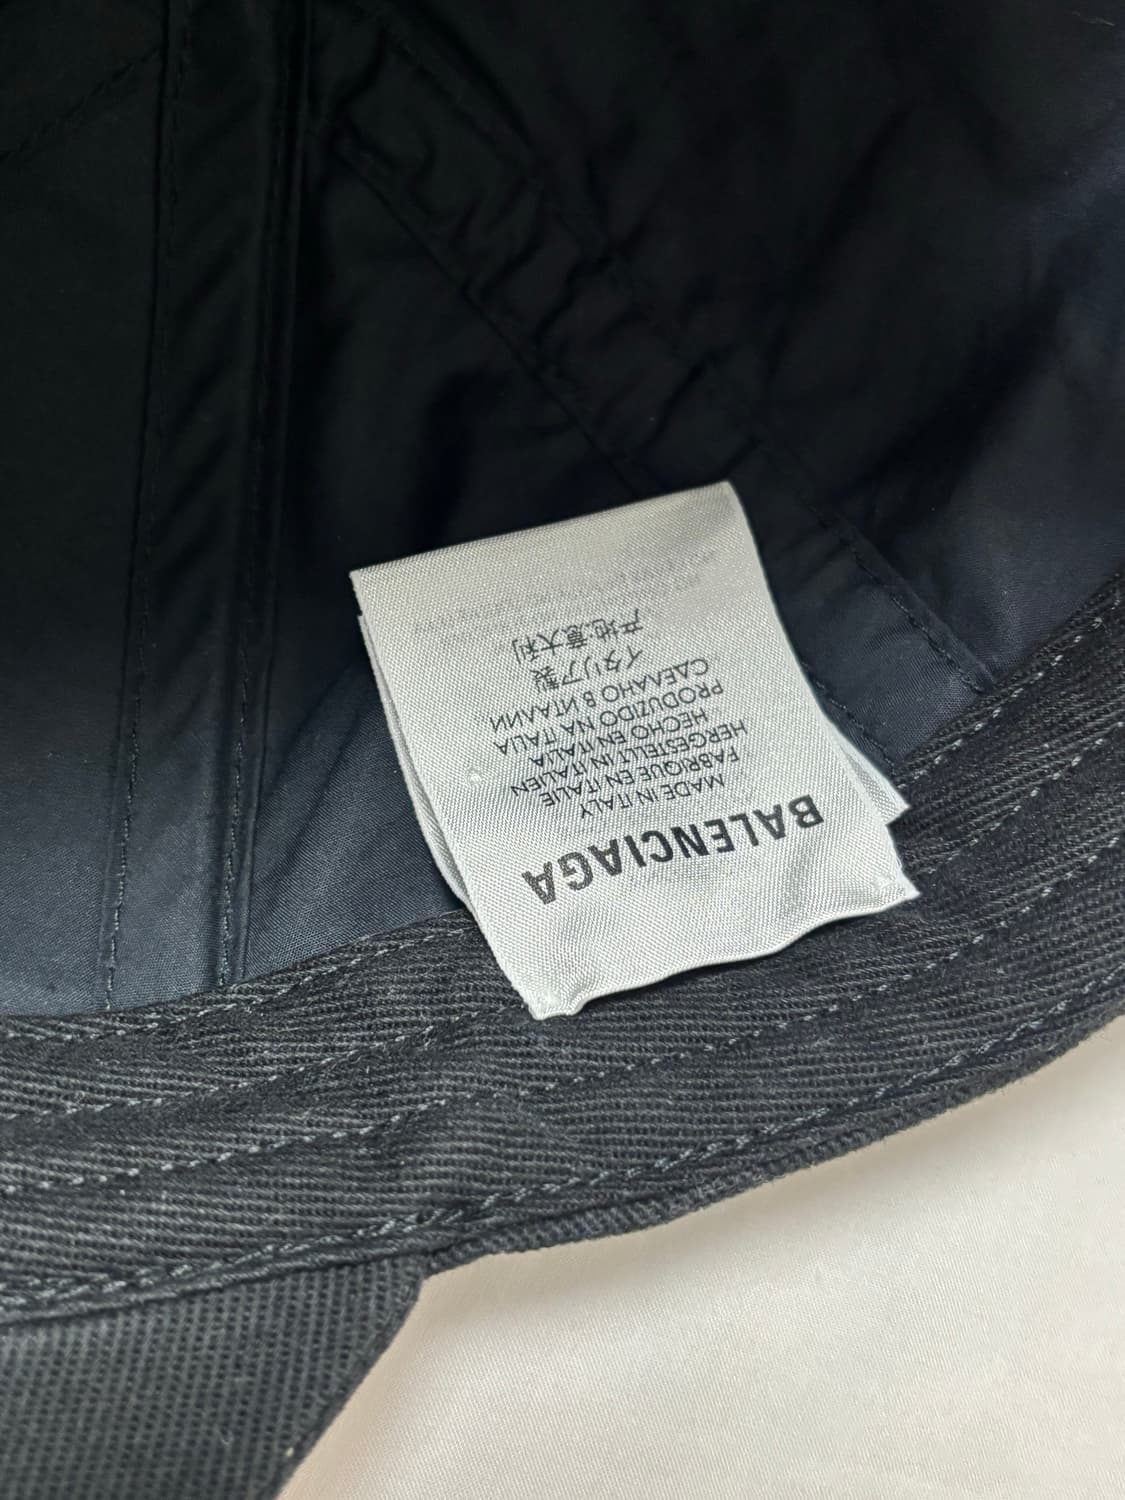 BALENCIAGA
MADE IN ITALY
FABRIQUE EN ITALIE
HERGESTELLT IN ITALIEN
HECHO EN ITALIA
PRODUZIDO NA ITALIA
СДЕЛАНО В ИТАЛИИ
イタリア製
产地:意大利